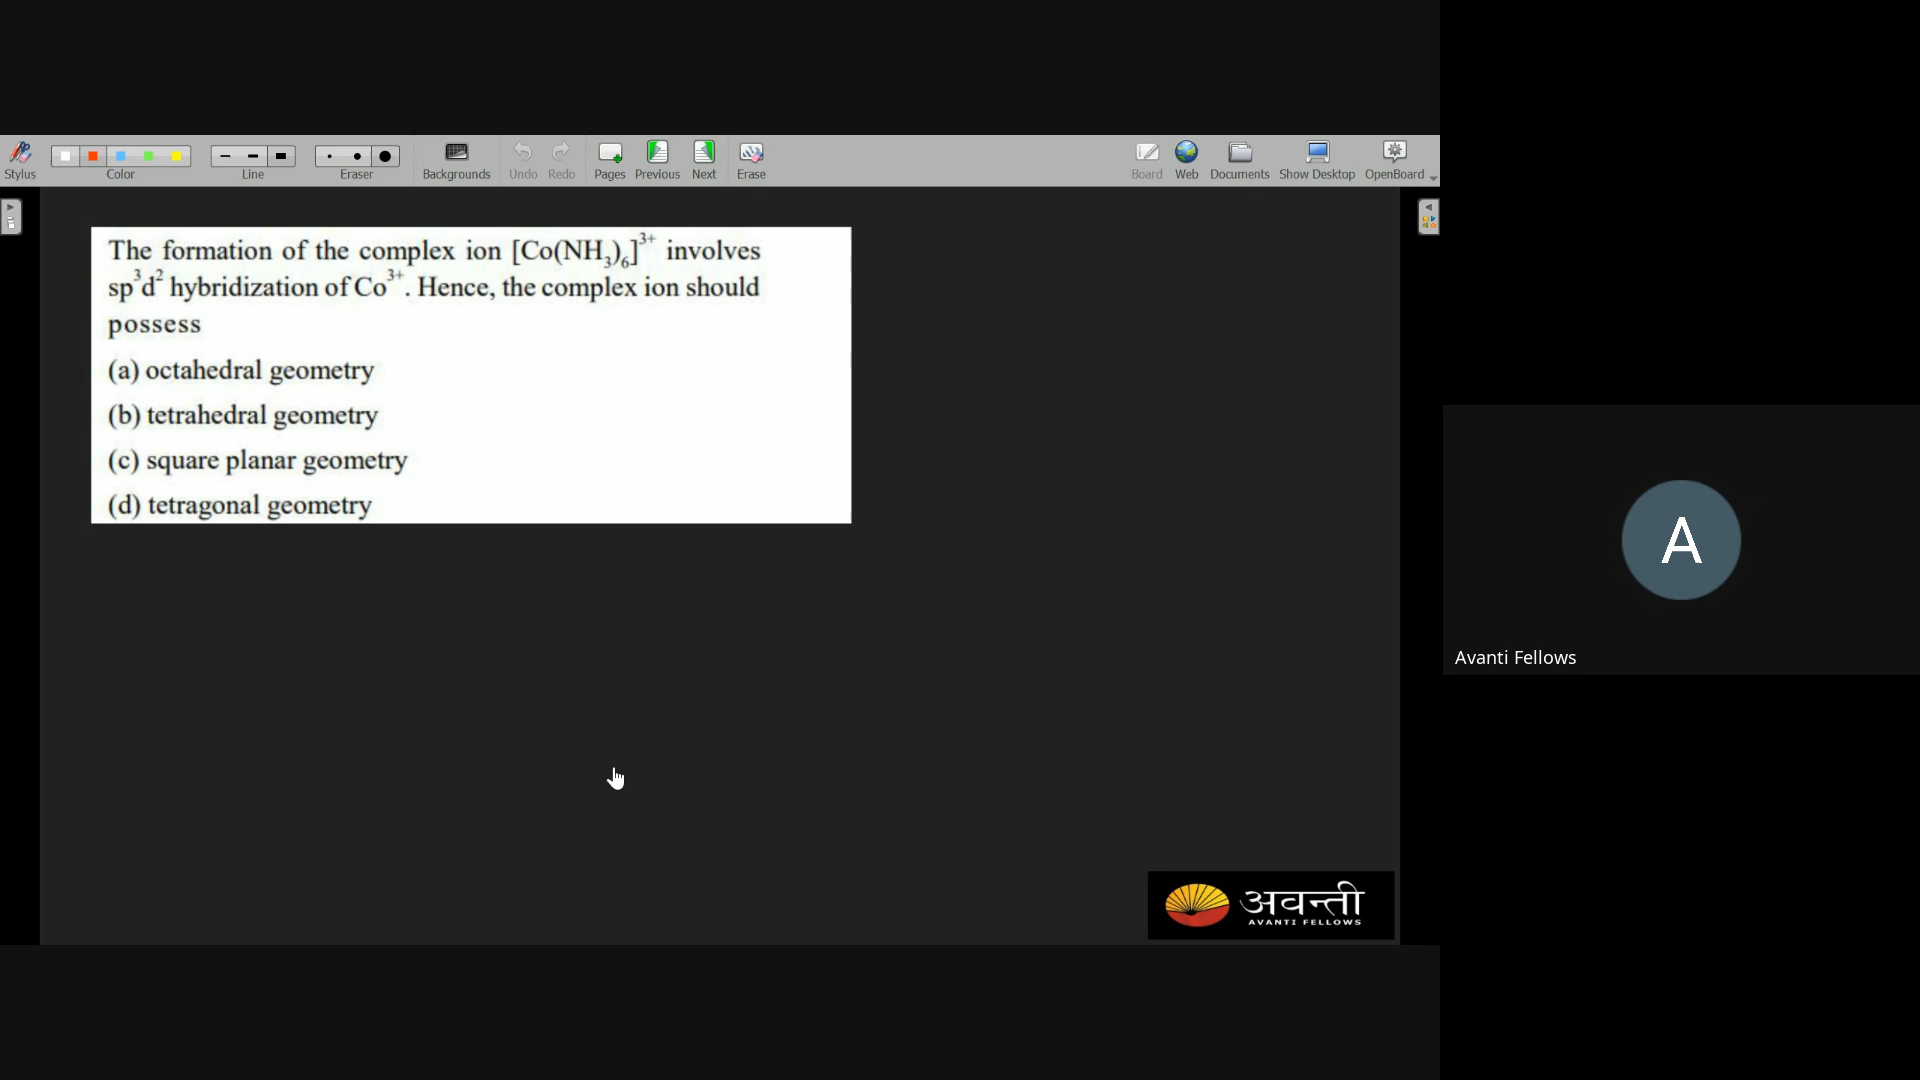 Stylus Color Line Eraser Backgrounds Undo Redo Pages Previous Next Erase Board Web Documents Show Desktop OpenBoard
The formation of the complex ion [Co(NH₃)₆]³⁺ involves
sp³d² hybridization of Co³⁺. Hence, the complex ion should
possess
(a) octahedral geometry
(b) tetrahedral geometry
(c) square planar geometry
(d) tetragonal geometry
A
Avanti Fellows
अवन्ती
AVANTI FELLOWS